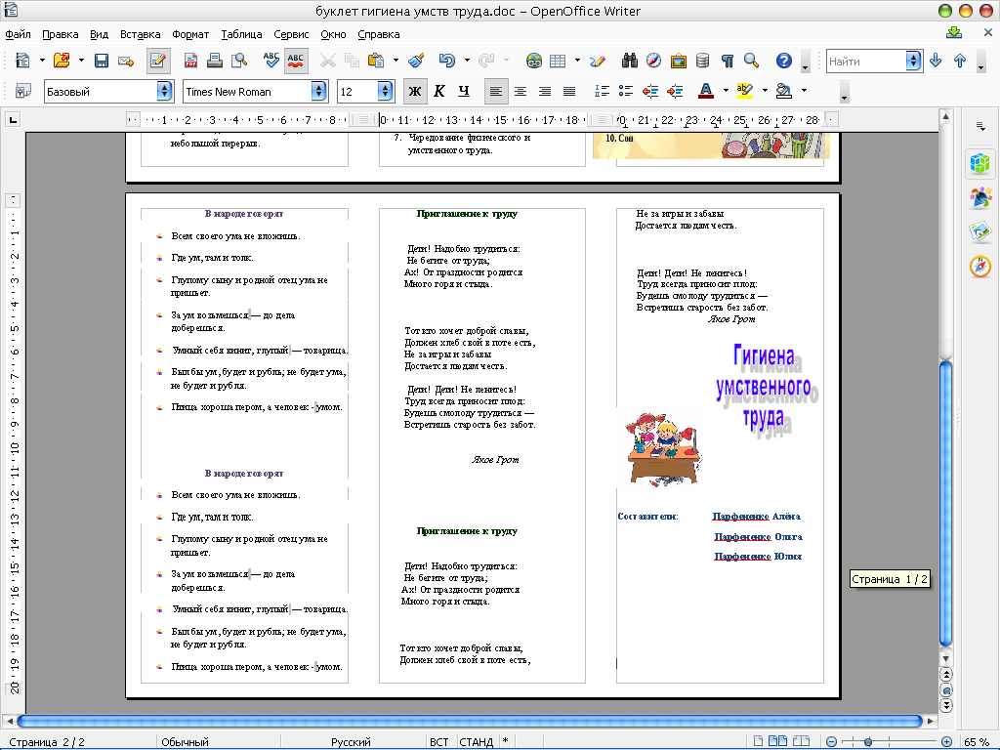 буклет гигиена умств труда.doc – OpenOffice Writer
Файл Правка Вид Вставка Формат Таблица Сервис Окно Справка
Найти
Базовый Times New Roman 12 Ж К Ч
небольшой перерыв.
7. Чередование физического и
умственного труда.
10. Сон
В народе говорят
Всем своего ума не вложишь.
Где ум, там и толк.
Глупому сыну и родной отец ума не
пришьет.
За ум возьмешься — до дела
доберешься.
Умный себя винит, глупый — товарища.
Был бы ум, будет и рубль; не будет ума,
не будет и рубля.
Птица хороша пером, а человек - умом.
В народе говорят
Всем своего ума не вложишь.
Где ум, там и толк.
Глупому сыну и родной отец ума не
пришьет.
За ум возьмешься — до дела
доберешься.
Умный себя винит, глупый — товарища.
Был бы ум, будет и рубль; не будет ума,
не будет и рубля.
Птица хороша пером, а человек - умом.
Приглашение к труду
Дети! Надобно трудиться:
Не бегите от труда;
Ах! От праздности родится
Много горя и стыда.
Тот кто хочет доброй славы,
Должен хлеб свой в поте есть,
Не за игры и забавы
Достается людям честь.
Дети! Дети! Не ленитесь!
Труд всегда приносит плод:
Будешь смолоду трудиться —
Встретишь старость без забот.
Яков Грот
Приглашение к труду
Дети! Надобно трудиться:
Не бегите от труда;
Ах! От праздности родится
Много горя и стыда.
Тот кто хочет доброй славы,
Должен хлеб свой в поте есть,
Не за игры и забавы
Достается людям честь.
Дети! Дети! Не ленитесь!
Труд всегда приносит плод:
Будешь смолоду трудиться —
Встретишь старость без забот.
Яков Грот
Гигиена
умственного
труда
Составители: Парфененко Алёна
Парфененко Ольга
Парфененко Юлия
Страница 1 / 2
Страница 2 / 2 Обычный Русский ВСТ СТАНД * 65 %